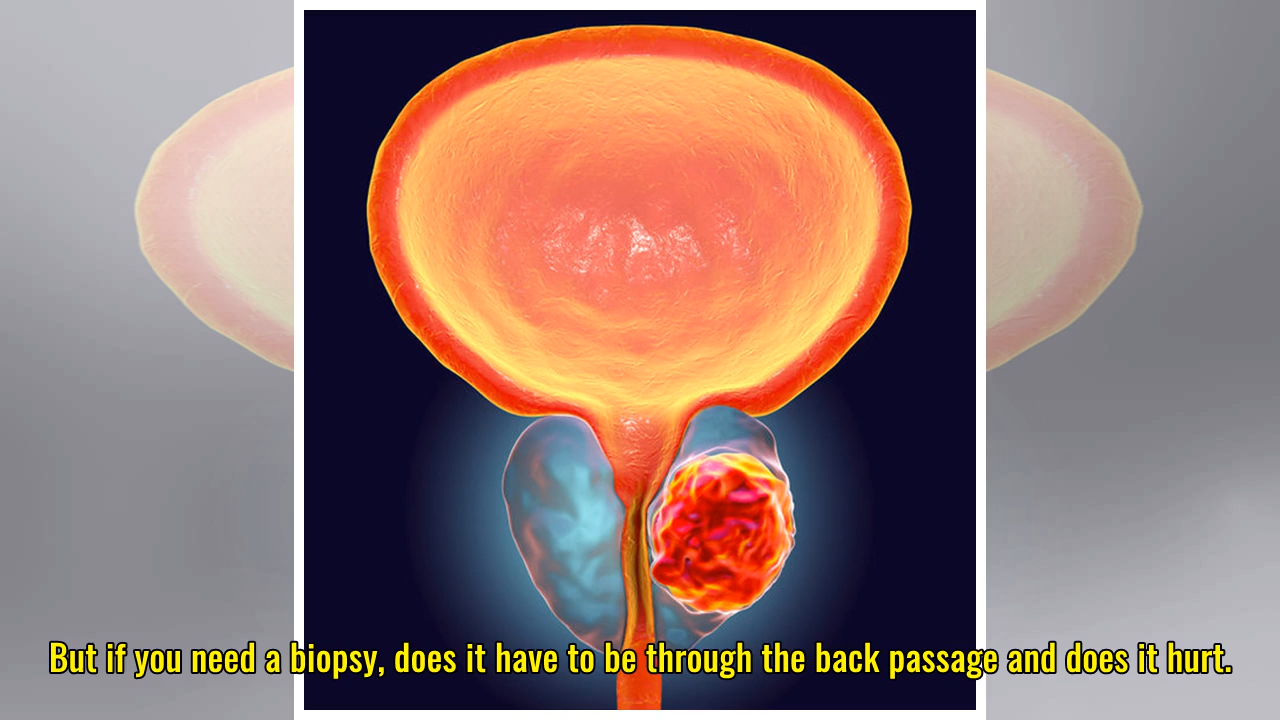 But if you need a biopsy, does it have to be through the back passage and does it hurt.